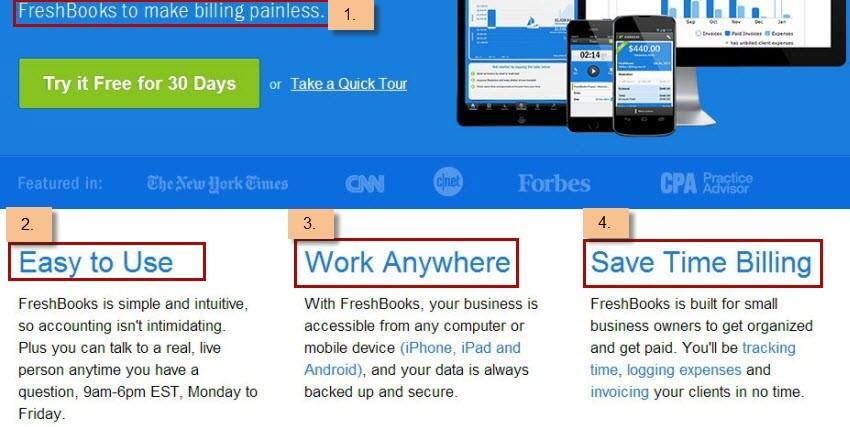 FreshBooks to make billing painless.
1.
Try it Free for 30 Days or Take a Quick Tour
$440.00
02:14
Oct Nov Dec Jan
Invoices Paid Invoices Expenses
has unbilled client expenses
Featured in: The New York Times CNN c|net Forbes CPA Practice Advisor
2.
Easy to Use
FreshBooks is simple and intuitive,
so accounting isn't intimidating.
Plus you can talk to a real, live
person anytime you have a
question, 9am-6pm EST, Monday to
Friday.
3.
Work Anywhere
With FreshBooks, your business is
accessible from any computer or
mobile device (iPhone, iPad and
Android), and your data is always
backed up and secure.
4.
Save Time Billing
FreshBooks is built for small
business owners to get organized
and get paid. You'll be tracking
time, logging expenses and
invoicing your clients in no time.